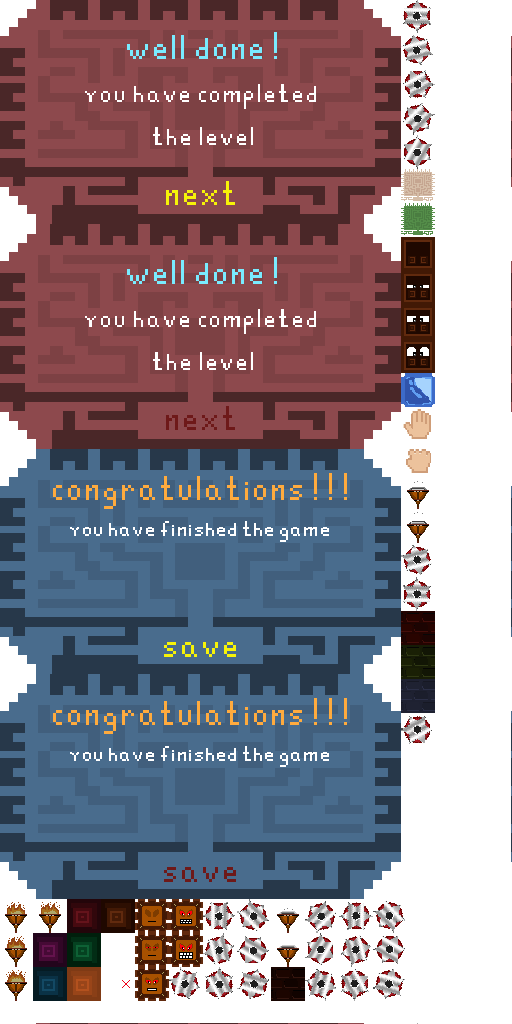 well done!
you have completed
the level
next
well done!
you have completed
the level
next
congratulations!!!
you have finished the game
save
congratulations!!!
you have finished the game
save